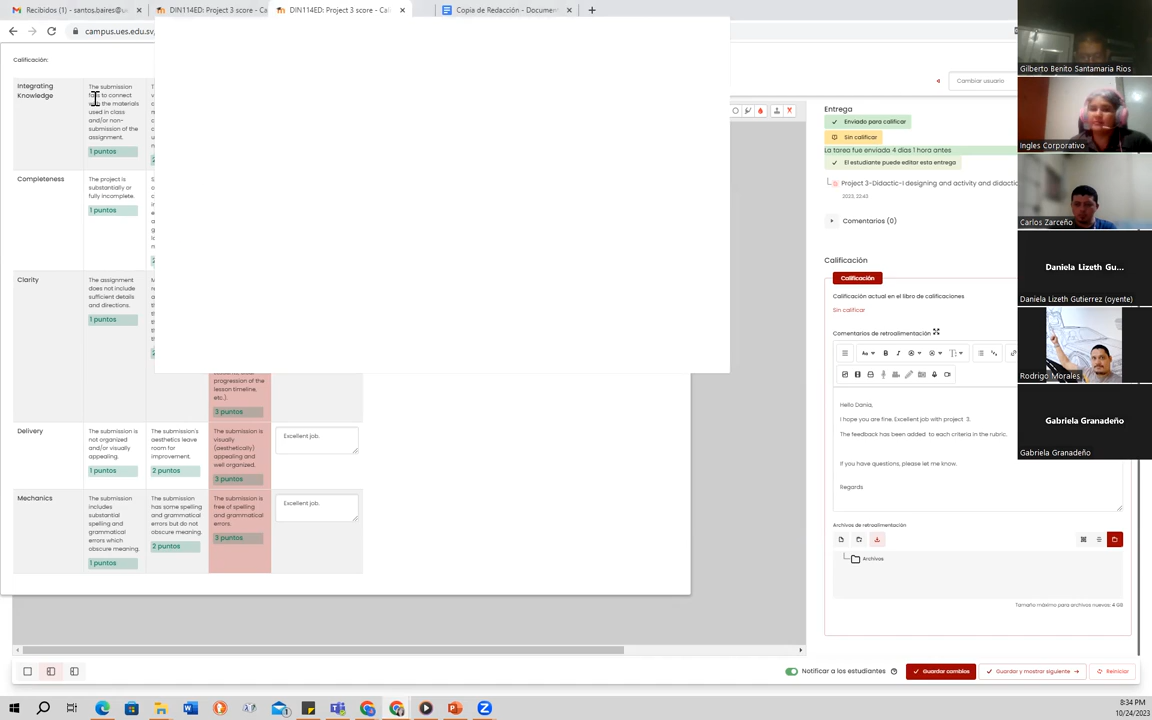 Recibidos (1) - santos.baires@u
DIN114ED: Project 3 score - Ca
DIN114ED: Project 3 score - Cal
Copia de Redacción - Documen
campus.ues.edu.sv
Calificación:
Cambiar usuario
Integrating Knowledge
The submission
to connect
the materials
used in class
and/or non-
submission of the
assignment.
1 puntos
Completeness
The project is
substantially or
fully incomplete.
1 puntos
Clarity
The assignment
does not include
sufficient details
and directions.
1 puntos
progression of the
lesson timeline,
etc.).
3 puntos
Delivery
The submission is
not organized
and/or visually
appealing.
1 puntos
The submission's
aesthetics leave
room for
improvement.
2 puntos
The submission is
visually
(aesthetically)
appealing and
well organized.
3 puntos
Excellent job.
Mechanics
The submission
includes
substantial
spelling and
grammatical
errors which
obscure meaning.
1 puntos
The submission
has some spelling
and grammatical
errors but do not
obscure meaning.
2 puntos
The submission is
free of spelling
and grammatical
errors.
3 puntos
Excellent job.
Entrega
Enviado para calificar
Sin calificar
La tarea fue enviada 4 días 1 hora antes
El estudiante puede editar esta entrega
Project 3-Didactic-I designing and activity and didactic
2023, 22:43
Comentarios (0)
Calificación
Calificación
Calificación actual en el libro de calificaciones
Sin calificar
Comentarios de retroalimentación
Hello Dania,
I hope you are fine. Excellent job with project 3.
The feedback has been added to each criteria in the rubric.
If you have questions, please let me know.
Regards
Archivos de retroalimentación
Archivos
Tamaño máximo para archivos nuevos: 4 GB
Notificar a los estudiantes
Guardar cambios
Guardar y mostrar siguiente
Reiniciar
Gilberto Benito Santamaria Rios
Ingles Corporativo
Carlos Zarceño
Daniela Lizeth Gu...
Daniela Lizeth Gutierrez (oyente)
Rodrigo Morales
Gabriela Granadeño
Gabriela Granadeño
8:34 PM
10/24/2023